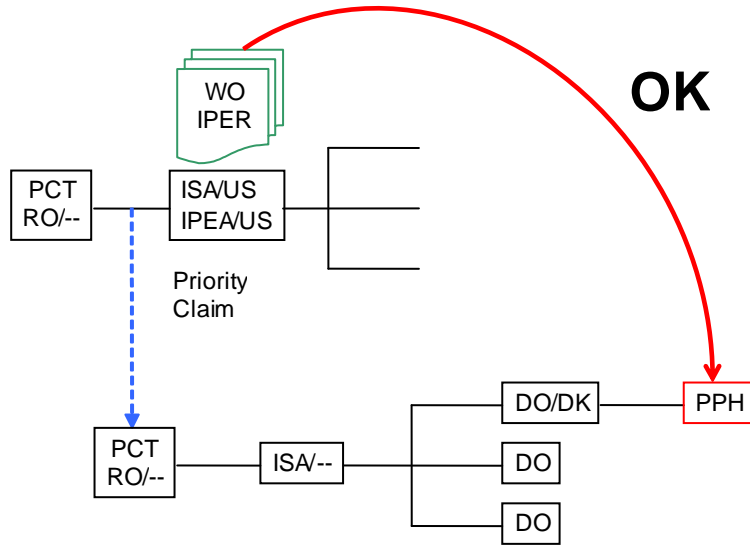 WO
IPER
OK
PCT
RO/--
ISA/US
IPEA/US
Priority
Claim
DO/DK
PPH
PCT
RO/--
ISA/--
DO
DO